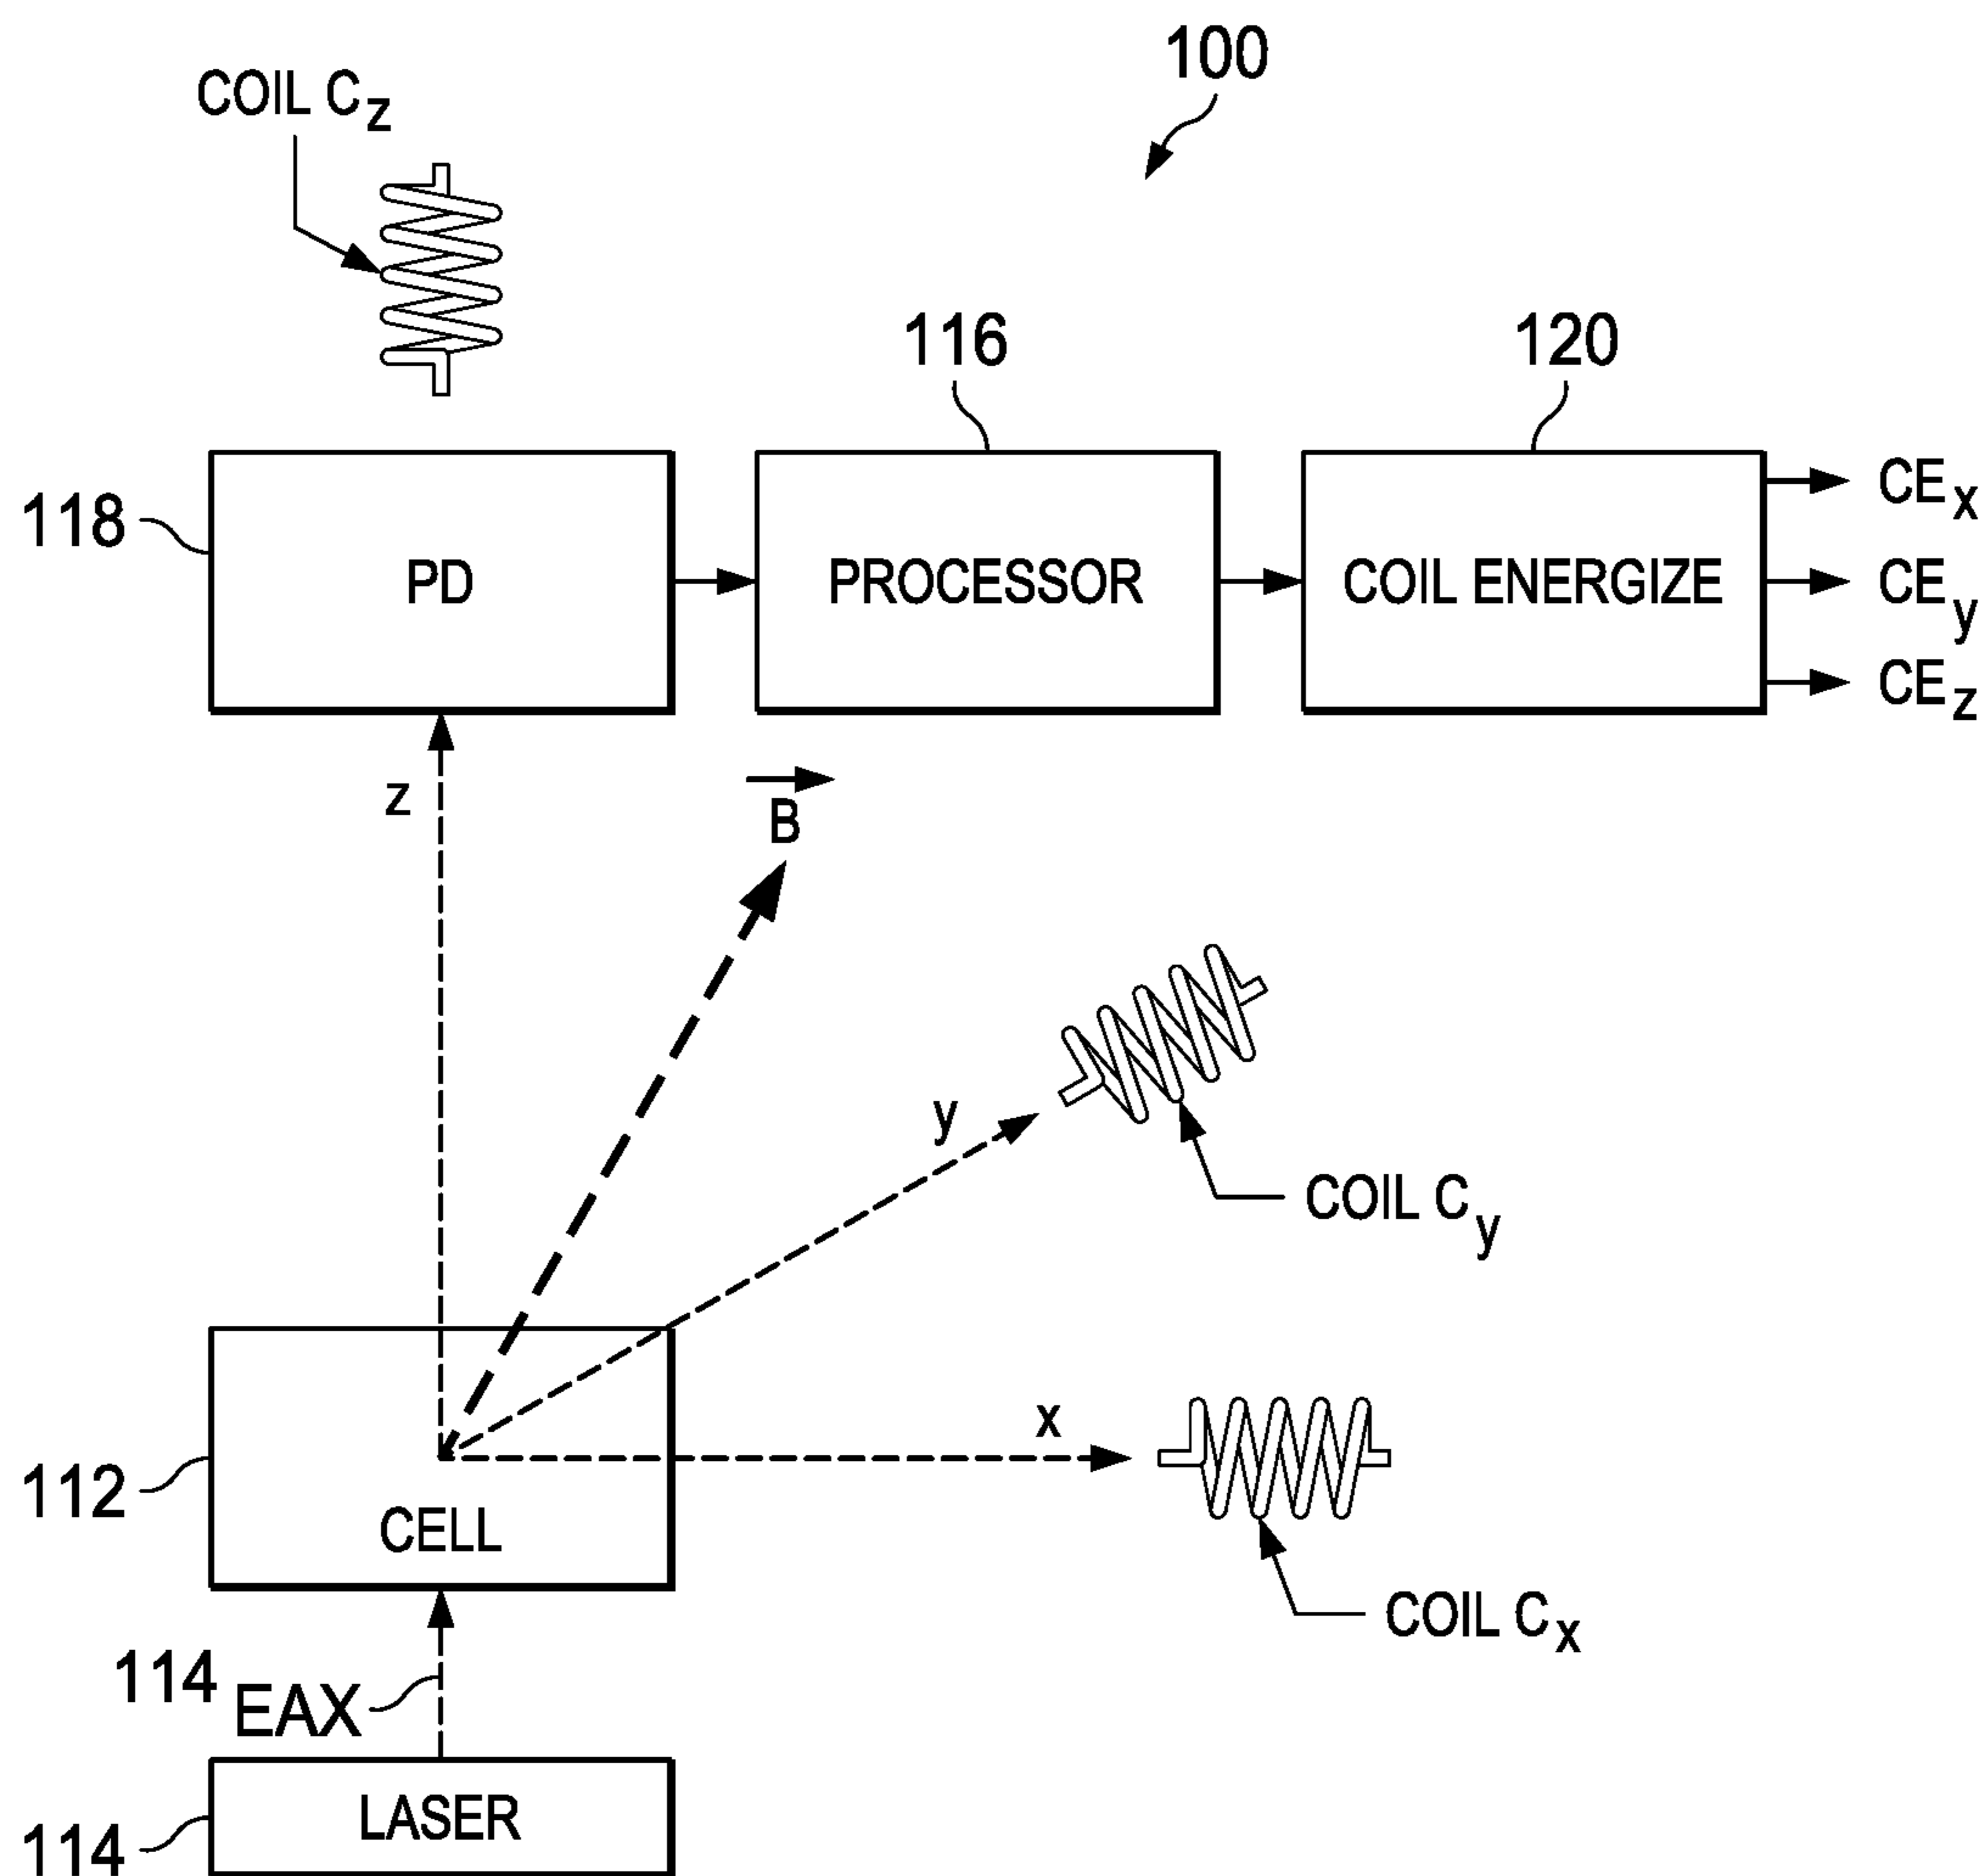 100
COIL Cz
116
120
118
PD
PROCESSOR
COIL ENERGIZE
CEx
CEy
CEz
z
B
y
COIL Cy
x
112
CELL
COIL Cx
114 EAX
LASER
114